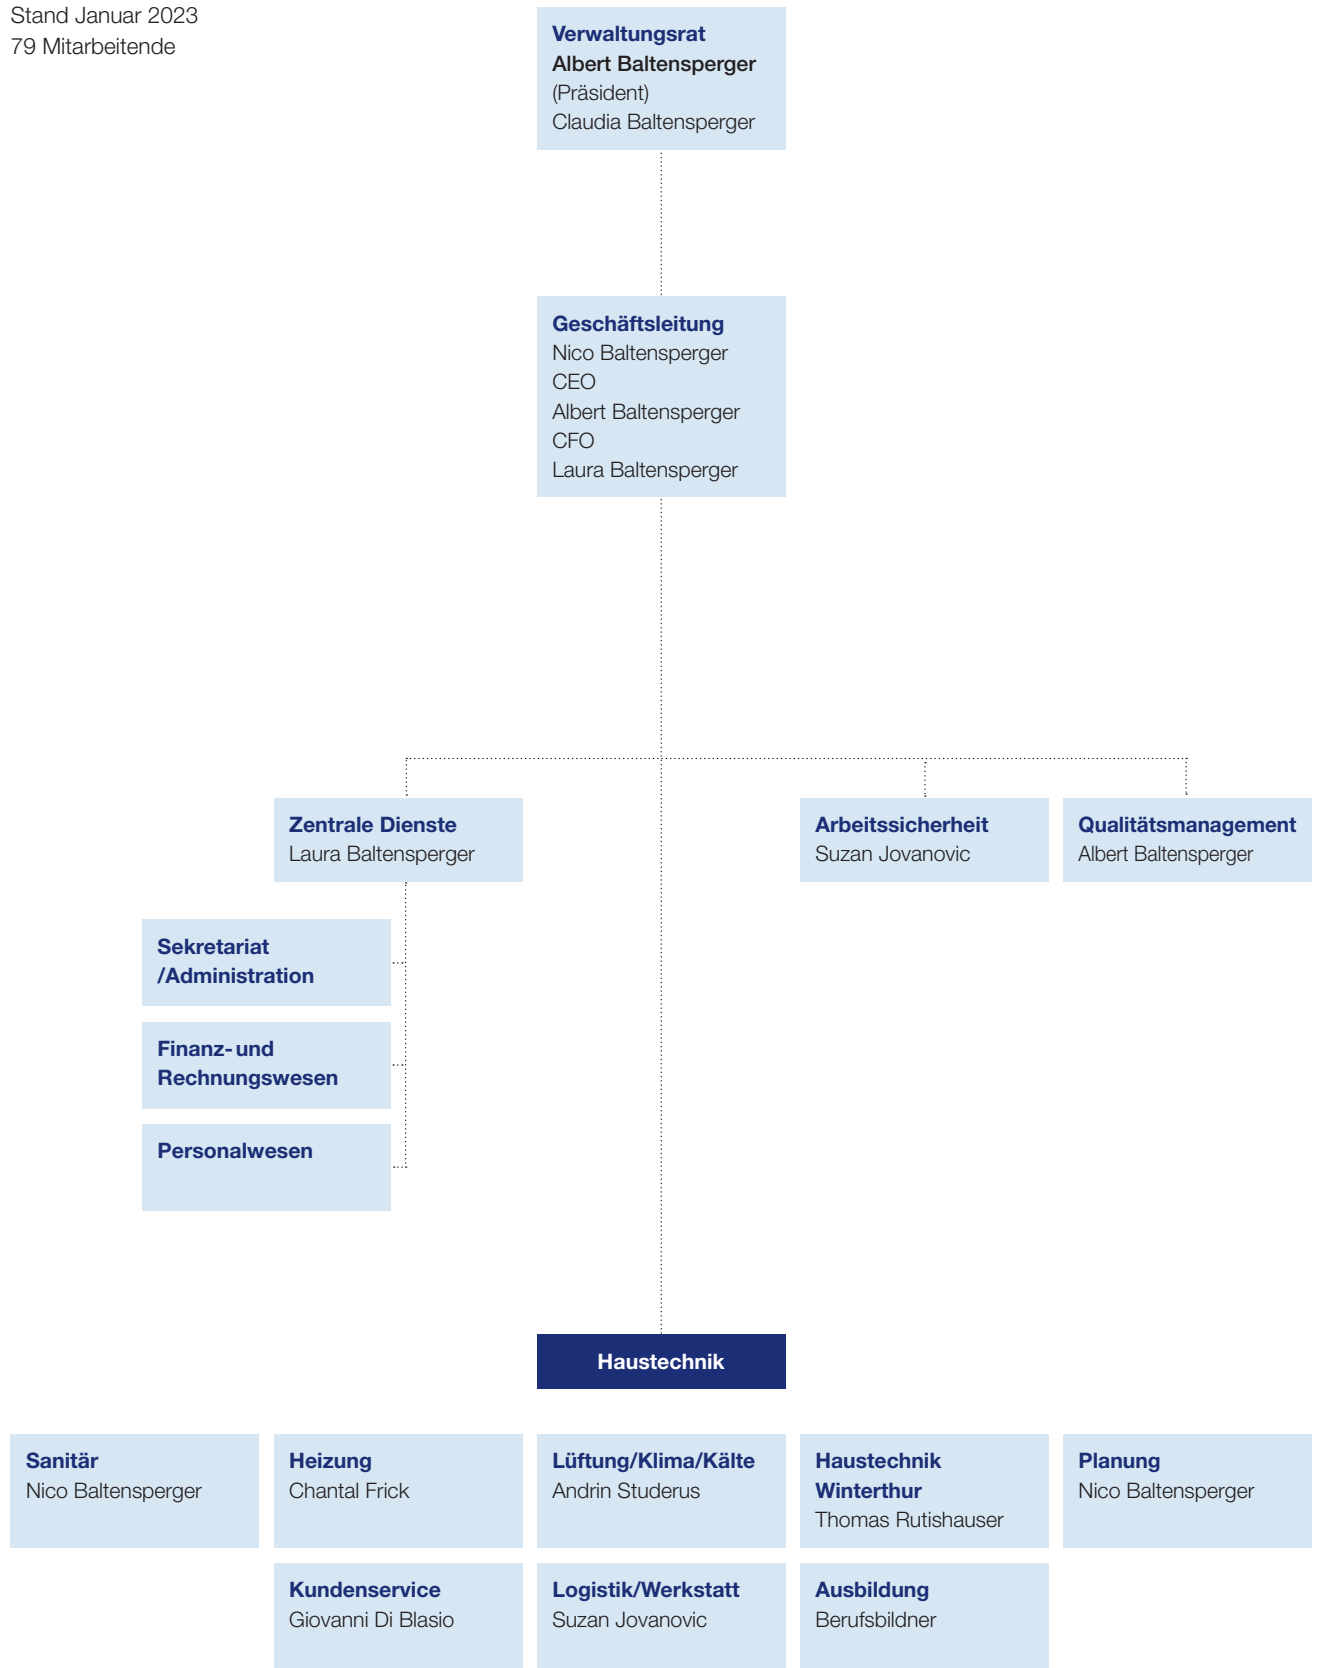 Stand Januar 2023
79 Mitarbeitende
Verwaltungsrat
Albert Baltensperger
(Präsident)
Claudia Baltensperger
Geschäftsleitung
Nico Baltensperger
CEO
Albert Baltensperger
CFO
Laura Baltensperger
Zentrale Dienste
Laura Baltensperger
Arbeitssicherheit
Suzan Jovanovic
Qualitätsmanagement
Albert Baltensperger
Sekretariat
/Administration
Finanz- und
Rechnungswesen
Personalwesen
Haustechnik
Sanitär
Nico Baltensperger
Heizung
Chantal Frick
Lüftung/Klima/Kälte
Andrin Studerus
Haustechnik
Winterthur
Thomas Rutishauser
Planung
Nico Baltensperger
Kundenservice
Giovanni Di Blasio
Logistik/Werkstatt
Suzan Jovanovic
Ausbildung
Berufsbildner